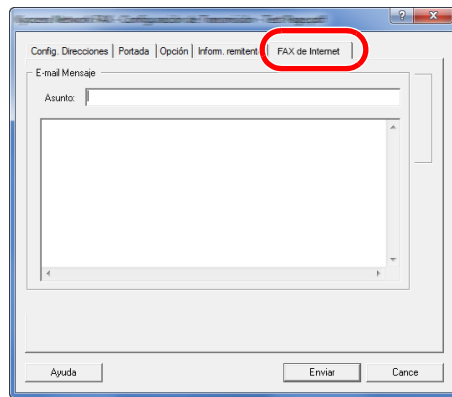 Config. Direcciones Portada Opción Inform. remitent FAX de Internet
E-mail Mensaje
Asunto:
Ayuda Enviar Cance